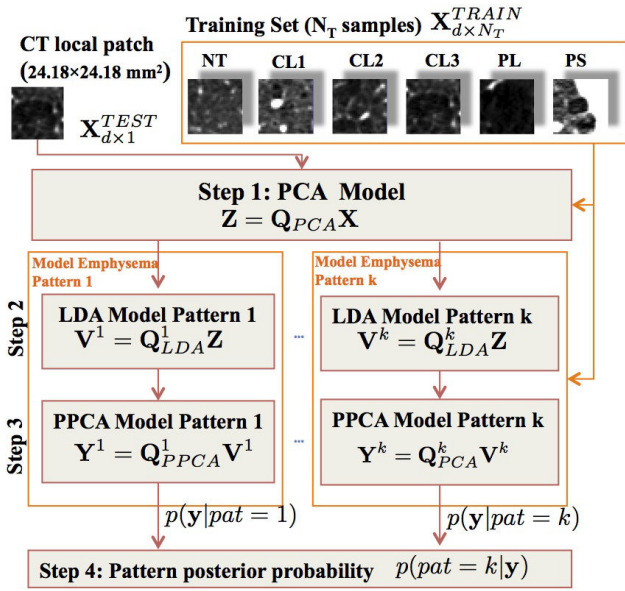 Training Set (N_T samples) X^{TRAIN}_{d×N_T}
CT local patch
(24.18×24.18 mm²)
NT CL1 CL2 CL3 PL PS
X^{TEST}_{d×1}
Step 1: PCA Model
Z = Q_{PCA}X
Model Emphysema
Pattern 1
Model Emphysema
Pattern k
Step 2
LDA Model Pattern 1
V^1 = Q^1_{LDA}Z
...
LDA Model Pattern k
V^k = Q^k_{LDA}Z
Step 3
PPCA Model Pattern 1
Y^1 = Q^1_{PPCA}V^1
...
PPCA Model Pattern k
Y^k = Q^k_{PCA}V^k
p(y|pat = 1)
p(y|pat = k)
Step 4: Pattern posterior probability p(pat = k|y)